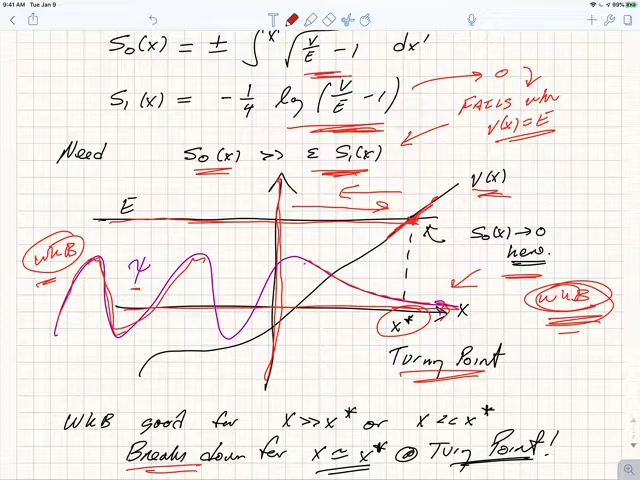 9:41 AM Tue Jan 9
99%
S₀(x) = ± ∫ˣ √(V/E - 1) dx'
S₁(x) = - 1/4 log (V/E - 1)
→ 0
FAILS when
V(x) = E
Need S₀(x) >> ε S₁(x)
E
V(x)
S₀(x) → 0
here.
WKB
ψ
WKB
x*
X
Turning Point
WKB good for x >> x* or x << x*
Breaks down for x ≃ x* @ Turning Point!